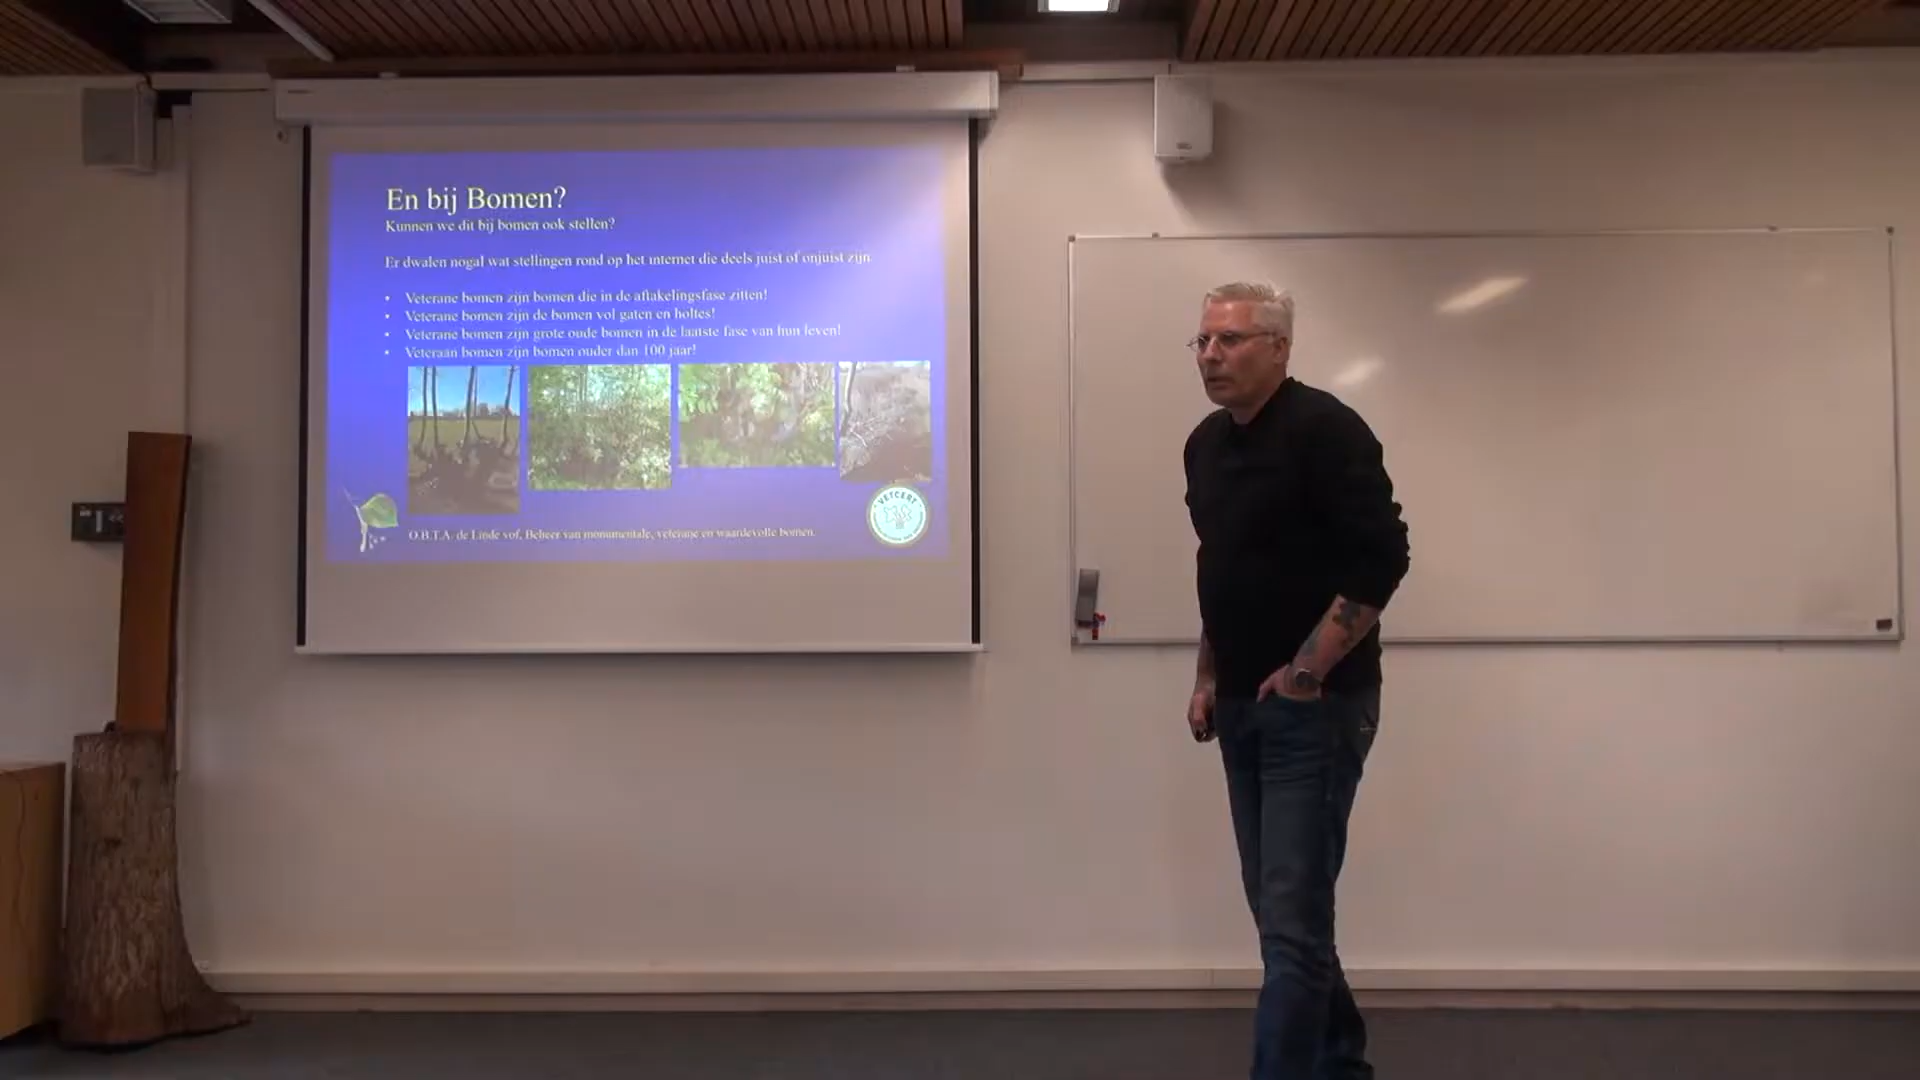 En bij Bomen?
Kunnen we dit bij bomen ook stellen?
Er dwalen nogal wat stellingen rond op het internet die deels juist of onjuist zijn
• Veterane bomen zijn bomen die in de aftakelingsfase zitten!
• Veterane bomen zijn de bomen vol gaten en holtes!
• Veterane bomen zijn grote oude bomen in de laatste fase van hun leven!
• Veteraan bomen zijn bomen ouder dan 100 jaar!
VETCERT
O.B.T.A. de Linde vof, Beheer van monumentale, veterane en waardevolle bomen.